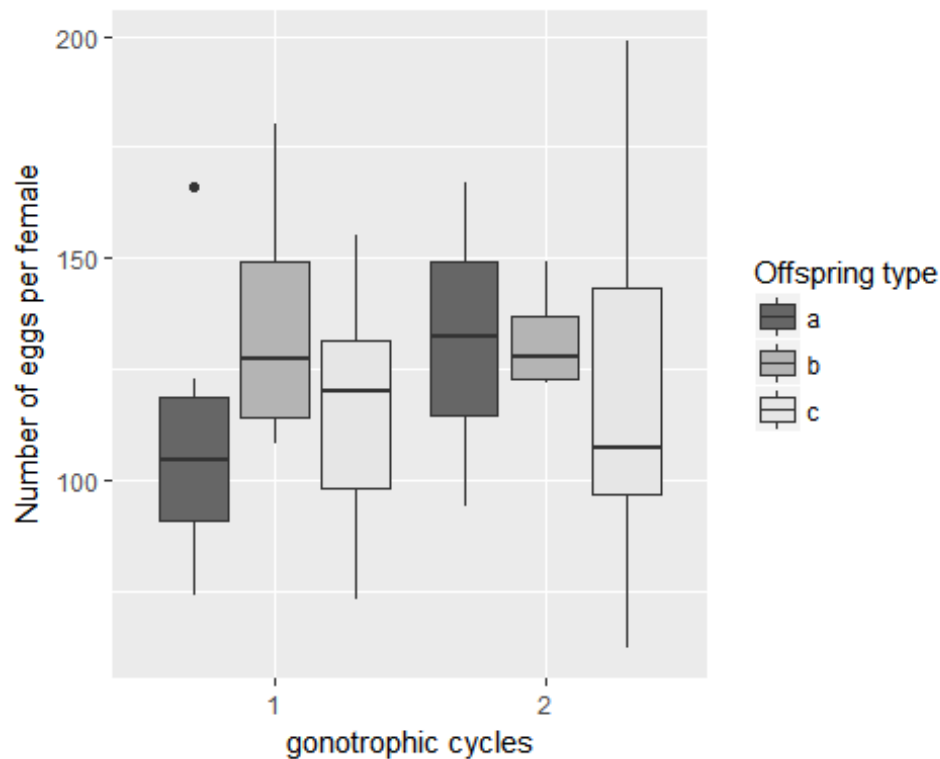 200
150
100
Number of eggs per female
1
2
gonotrophic cycles
Offspring type
a
b
c